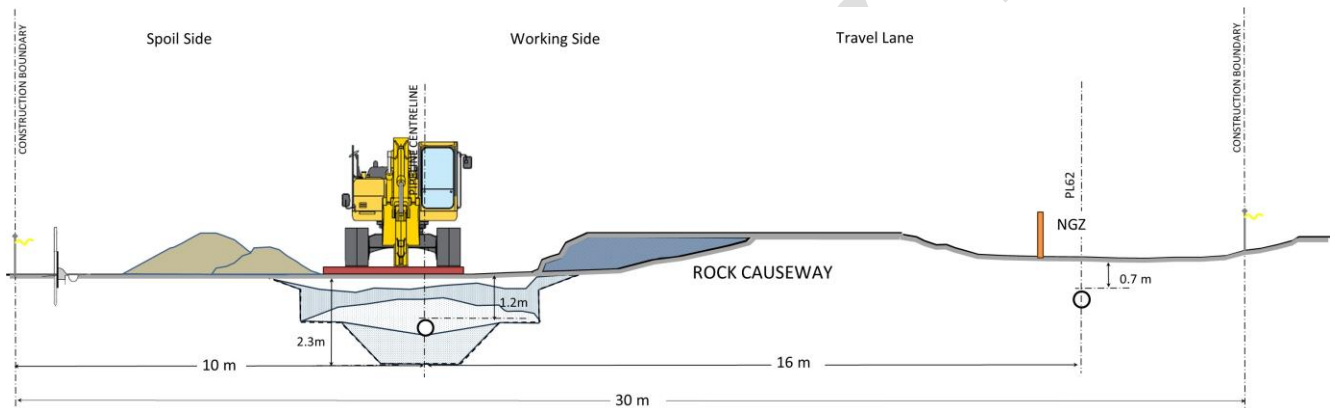 CONSTRUCTION BOUNDARY
Spoil Side
Working Side
Travel Lane
CONSTRUCTION BOUNDARY
PIPELINE CENTRELINE
PL62
NGZ
ROCK CAUSEWAY
0.7 m
1.2m
2.3m
10 m
16 m
30 m